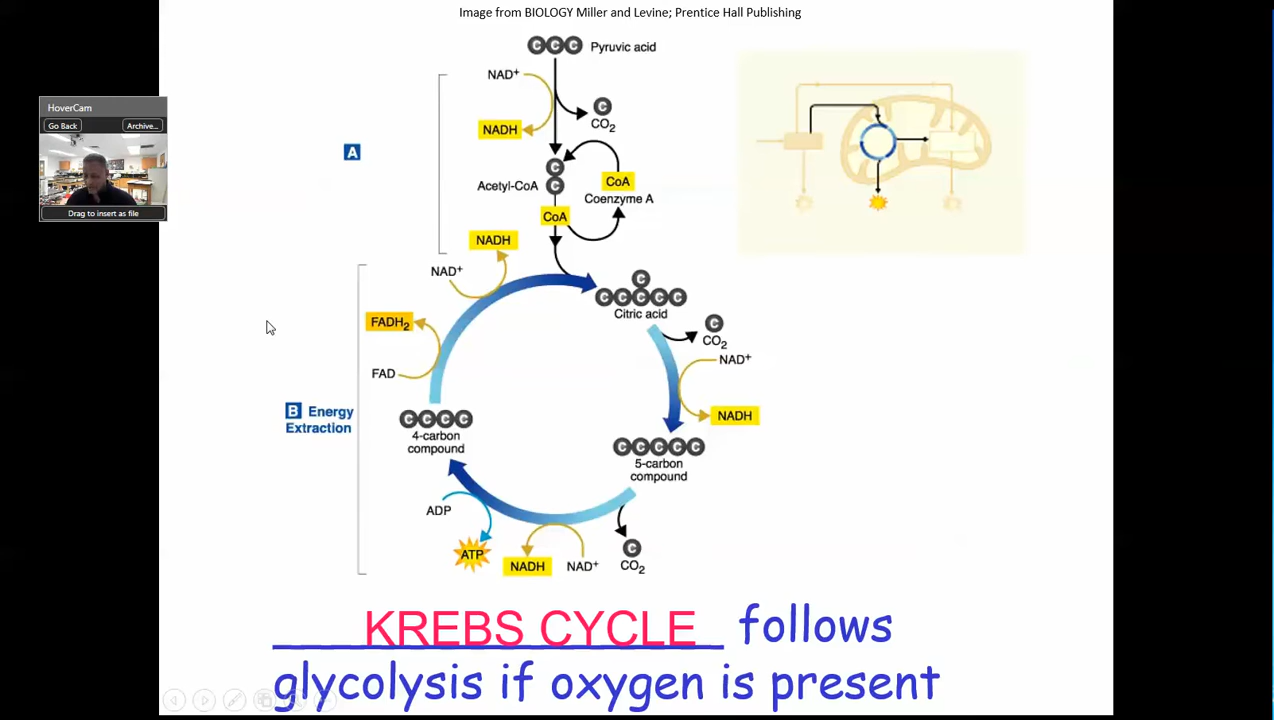 Image from BIOLOGY Miller and Levine; Prentice Hall Publishing
HoverCam
Go Back
Archive...
Drag to insert as file
C C C Pyruvic acid
NAD+
C
CO2
NADH
A
C
C
Acetyl-CoA
CoA
Coenzyme A
CoA
NADH
NAD+
C
C C C C C
Citric acid
FADH2
C
CO2
NAD+
FAD
NADH
B Energy
Extraction
C C C C
4-carbon
compound
C C C C C
5-carbon
compound
ADP
ATP
NADH
NAD+
C
CO2
KREBS CYCLE follows
glycolysis if oxygen is present